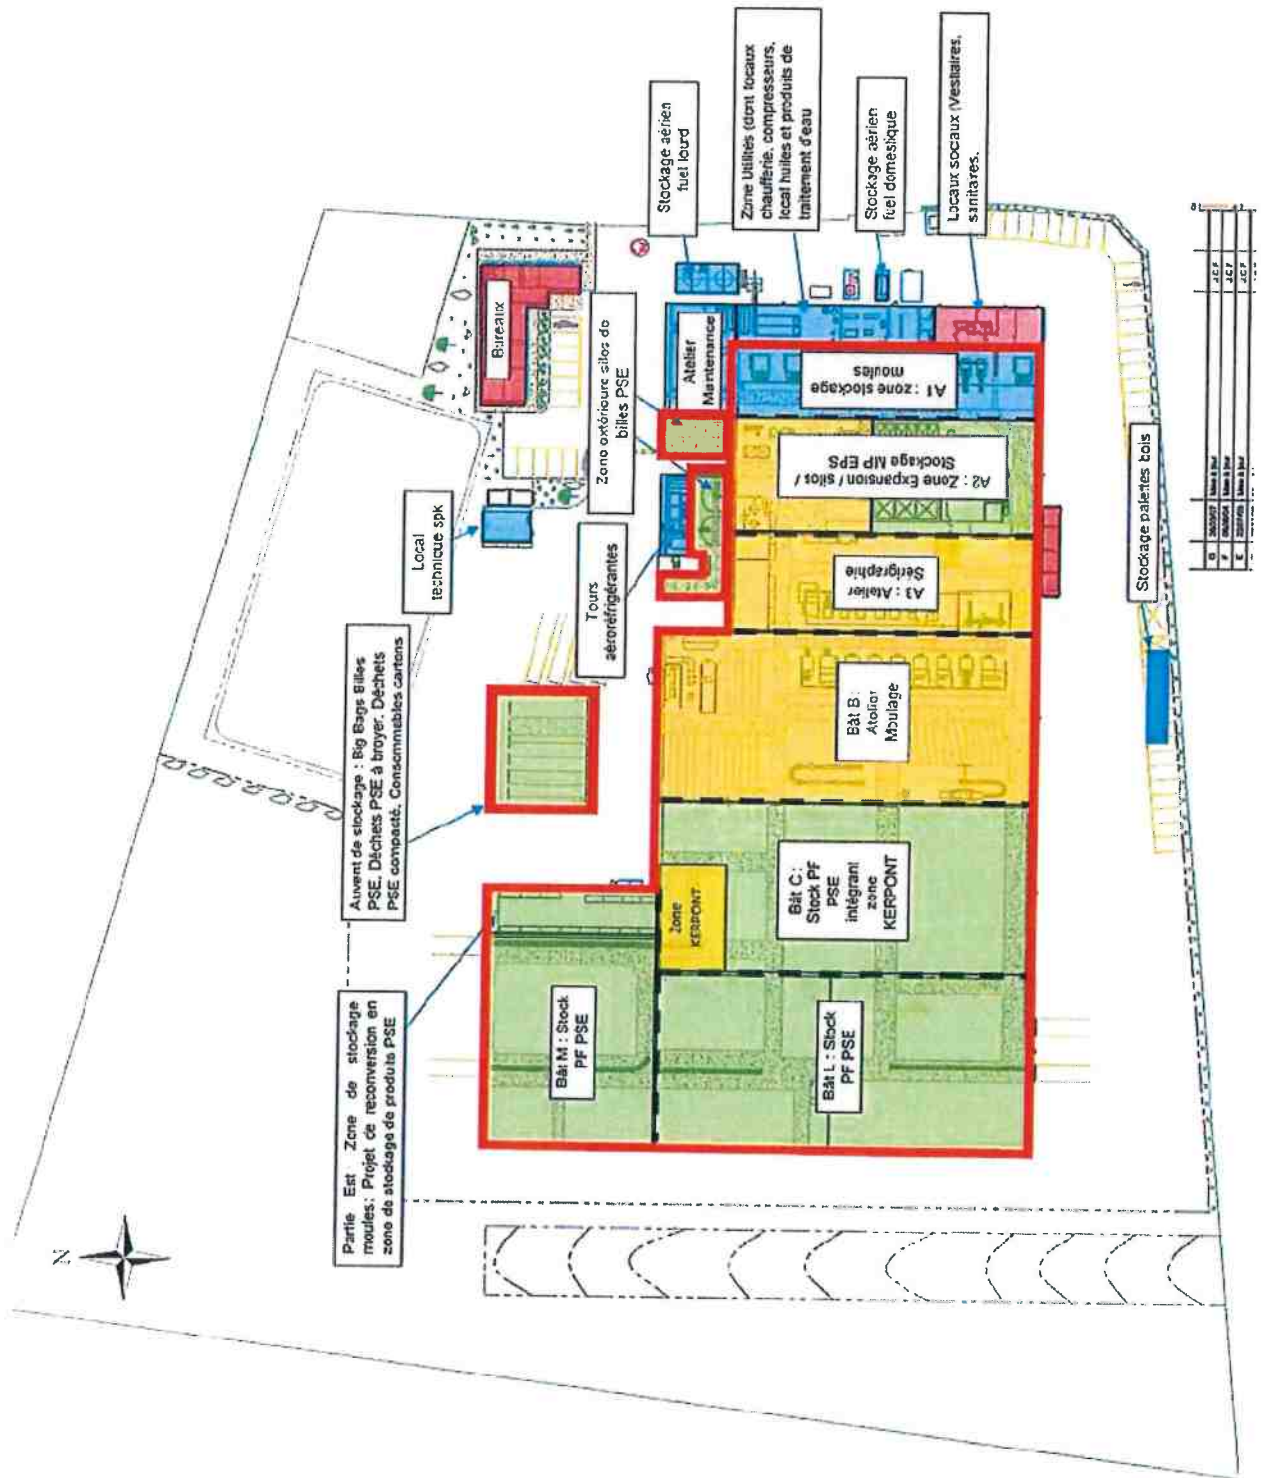 Stockage aérien
fuel lourd
Zone Utilités (dont locaux
chaufferie, compresseurs,
local huiles et produits de
traitement d'eau
Stockage aérien
fuel domestique
Locaux sociaux (Vestiaires,
sanitaires.
Bureaux
Zone extérieure silos de
billes PSE
Atelier
Maintenance
A1 : zone stockage
moules
A2 : Zone Expansion / silos /
Stockage MP EPS
A3 : Atelier
Sérigraphie
Local
technique spk
Tours
aéroréfrigérantes
Auvent de stockage : Big Bags Billes
PSE, Déchets PSE à broyer, Déchets
PSE compacté, Consommables cartons
Bât B :
Atelier
Moulage
Zone
KERPONT
Bât C :
Stock PF
PSE
intégrant
zone
KERPONT
Partie Est Zone de stockage
moules: Projet de reconversion en
zone de stockage de produits PSE
Bât M : Stock
PF PSE
Bât L : Stock
PF PSE
Stockage palettes bois
N
J.C.F
J.C.F
J.C.F